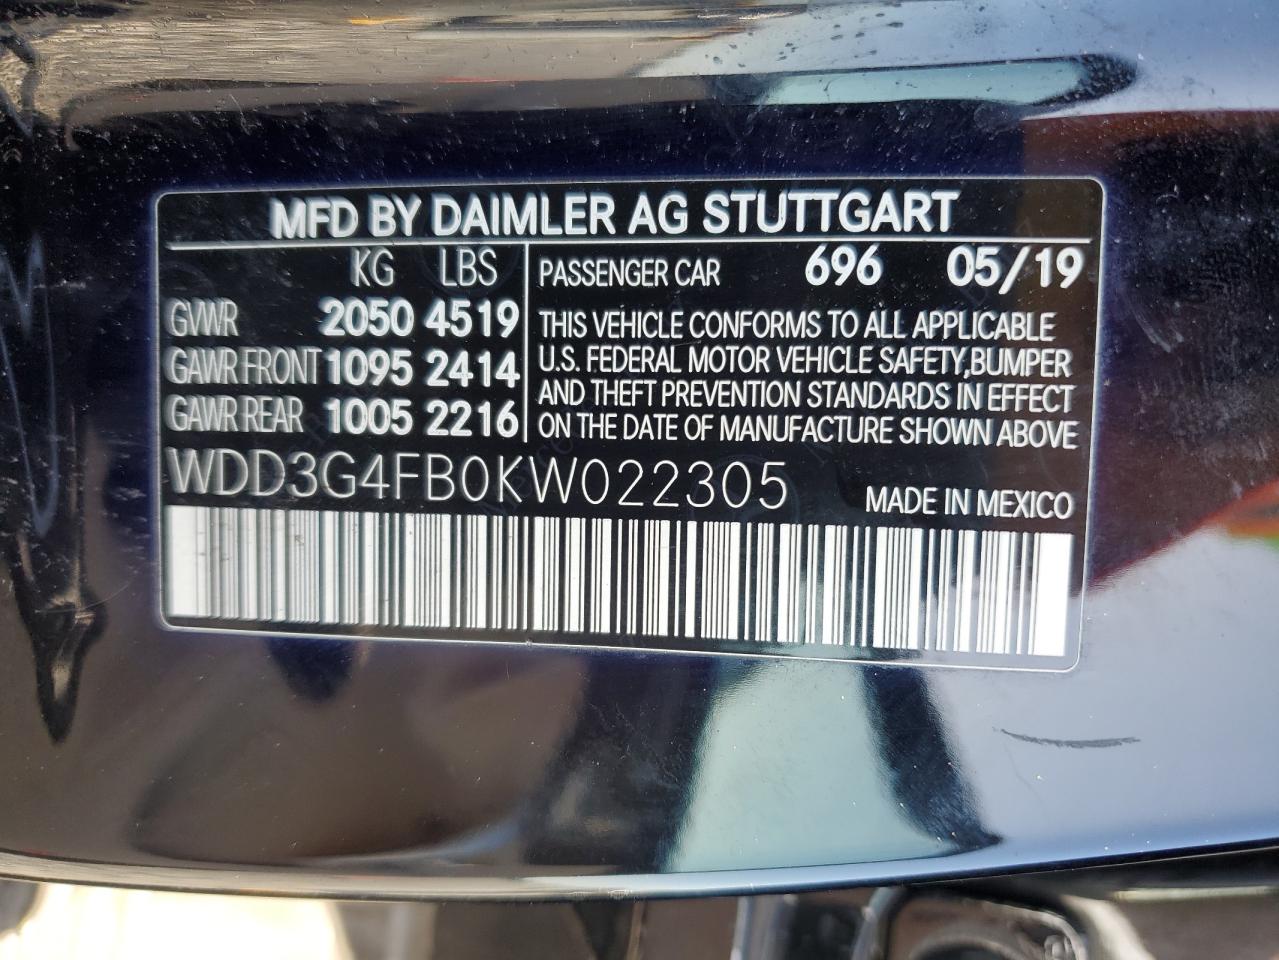 MFD BY DAIMLER AG STUTTGART
KG LBS
GVWR 2050 4519
GAWR FRONT 1095 2414
GAWR REAR 1005 2216
PASSENGER CAR 696 05/19
THIS VEHICLE CONFORMS TO ALL APPLICABLE
U.S. FEDERAL MOTOR VEHICLE SAFETY,BUMPER
AND THEFT PREVENTION STANDARDS IN EFFECT
ON THE DATE OF MANUFACTURE SHOWN ABOVE
WDD3G4FB0KW022305
MADE IN MEXICO